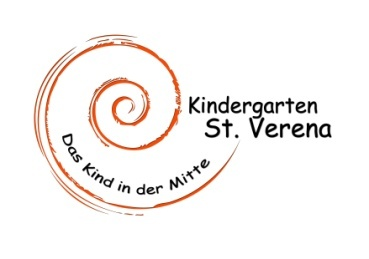 Kindergarten
St. Verena
Das Kind in der Mitte